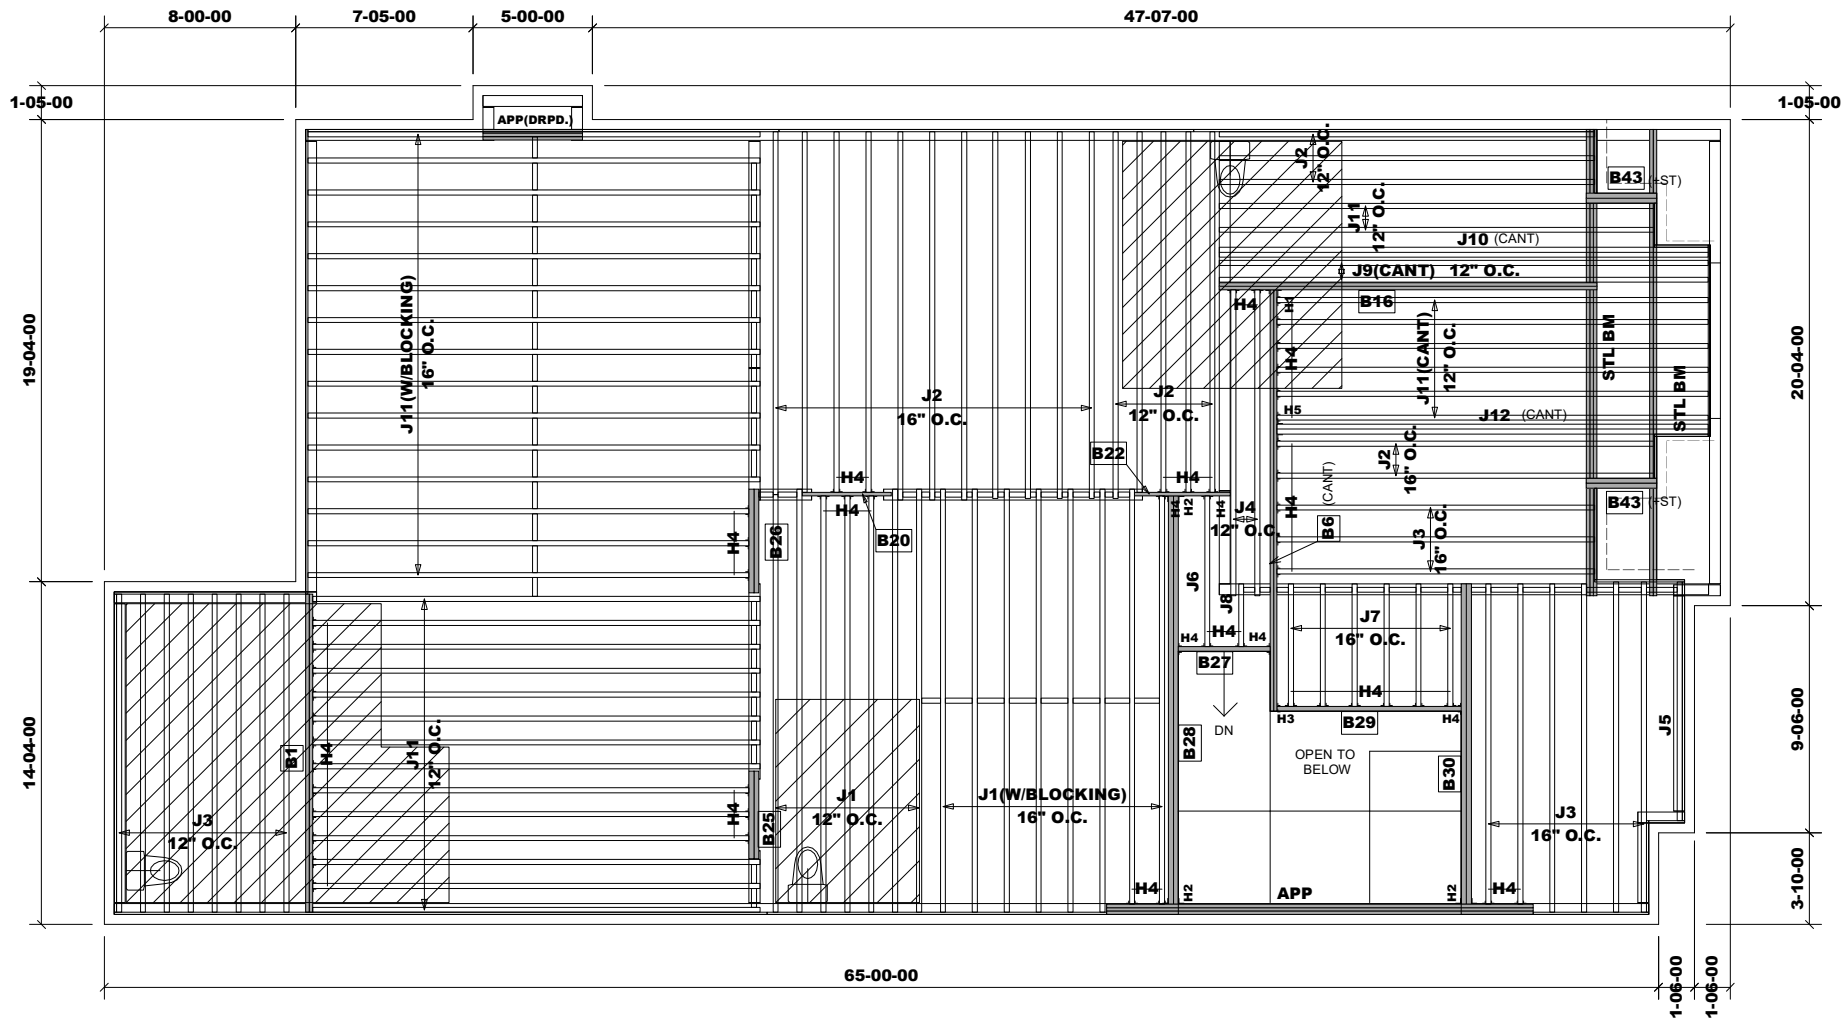 8-00-00
7-05-00
5-00-00
47-07-00
1-05-00
1-05-00
APP(DRPD.)
J2
12" O.C.
B43 (+ST)
J11
12" O.C.
J10 (CANT)
J9(CANT) 12" O.C.
H4
H1
B16
J11(W/BLOCKING)
16" O.C.
19-04-00
20-04-00
H4
J11(CANT)
12" O.C.
STL BM
STL BM
J2
16" O.C.
J2
12" O.C.
H5
J12 (CANT)
B22
J2
16" O.C.
H4
H4
H4
H4
H2
H4
J4
12" O.C.
H4
B6 (CANT)
B43 (+ST)
J3
16" O.C.
H4
B26
B20
J6
J8
H4
H4
H4
B27
J7
16" O.C.
H4
H3
B29
H4
DN
B28
OPEN TO
BELOW
B30
J5
9-06-00
14-04-00
B1
H4
J11
12" O.C.
H4
B25
J1
12" O.C.
J1(W/BLOCKING)
16" O.C.
J3
12" O.C.
J3
16" O.C.
H4
H2
APP
H2
H4
3-10-00
65-00-00
1-06-00
1-06-00